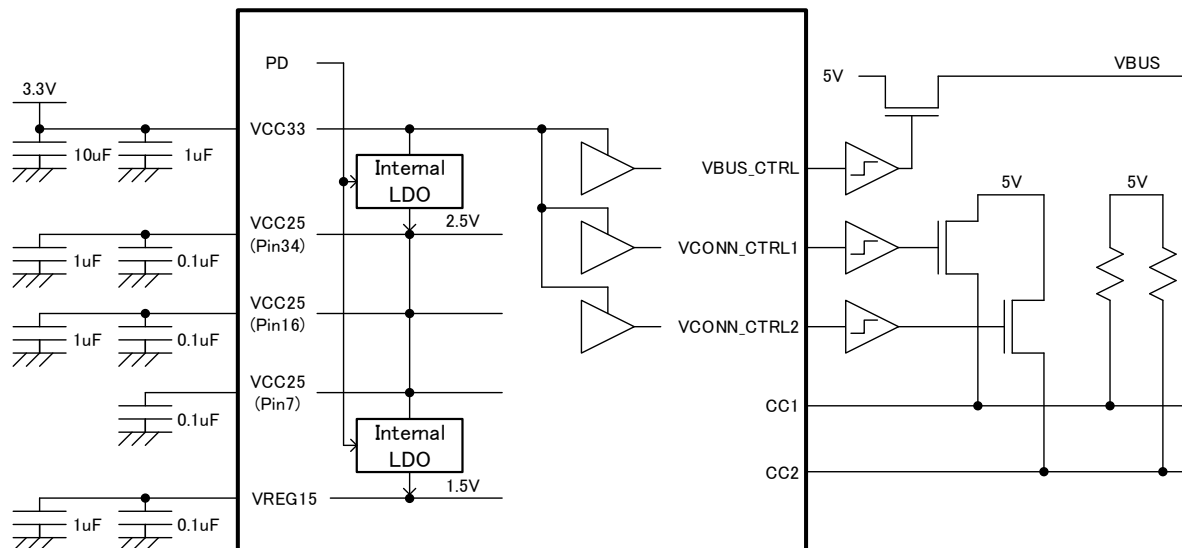 PD
5V
VBUS
3.3V
VCC33
10uF
1uF
Internal
LDO
VBUS_CTRL
5V
5V
VCC25
(Pin34)
2.5V
1uF
0.1uF
VCONN_CTRL1
VCC25
(Pin16)
1uF
0.1uF
VCONN_CTRL2
VCC25
(Pin7)
0.1uF
CC1
Internal
LDO
CC2
1.5V
VREG15
1uF
0.1uF